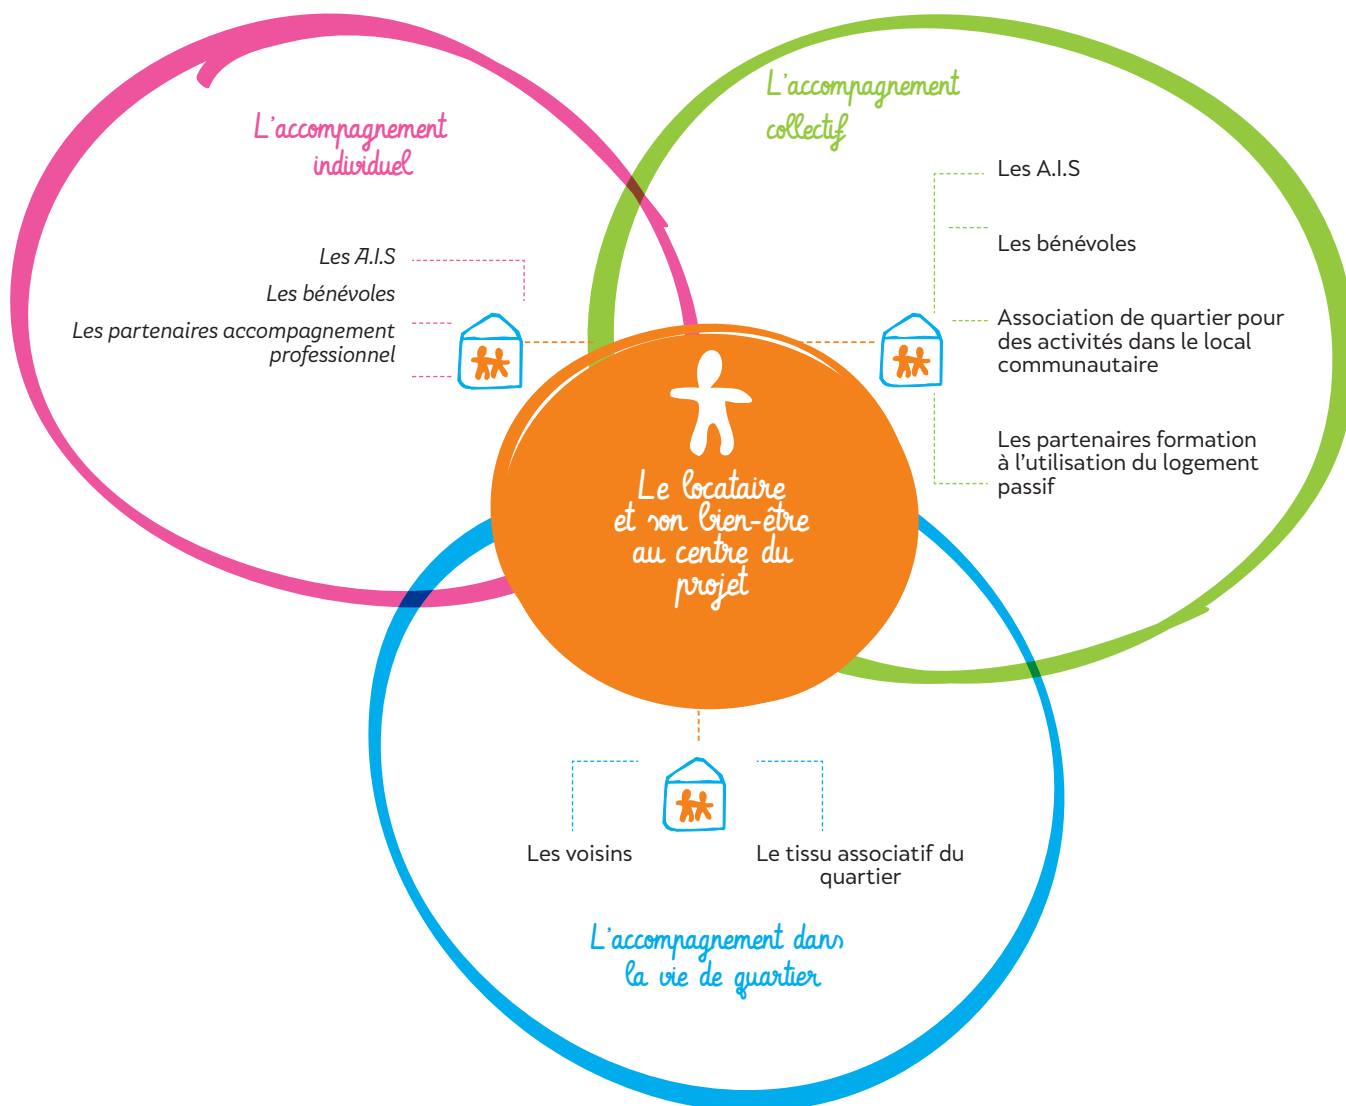 L'accompagnement
individuel
Les A.I.S
Les bénévoles
Les partenaires accompagnement
professionnel
L'accompagnement
collectif
Les A.I.S
Les bénévoles
Association de quartier pour
des activités dans le local
communautaire
Les partenaires formation
à l'utilisation du logement
passif
Le locataire
et son bien-être
au centre du
projet
Les voisins
Le tissu associatif du
quartier
L'accompagnement dans
la vie de quartier